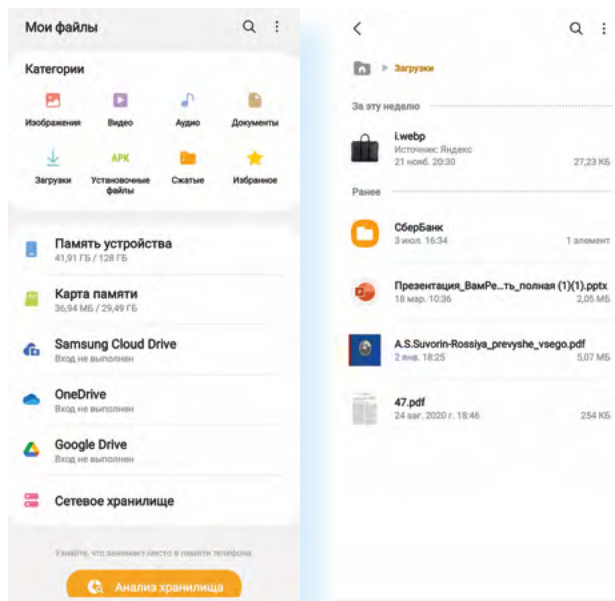 Мои файлы
Категории
Изображения
Видео
Аудио
Документы
APK
Загрузки
Установочные
файлы
Сжатые
Избранное
Память устройства
41,91 ГБ / 128 ГБ
Карта памяти
36,94 МБ / 29,49 ГБ
Samsung Cloud Drive
Вход не выполнен
OneDrive
Вход не выполнен
Google Drive
Вход не выполнен
Сетевое хранилище
Узнайте, что занимает место в памяти телефона.
Анализ хранилища
Загрузки
За эту неделю
i.webp
Источник: Яндекс
21 нояб. 20:30 27,23 КБ
Ранее
СберБанк
3 июл. 16:34 1 элемент
Презентация_ВамРе...ть_полная (1)(1).pptx
18 мар. 10:36 2,05 МБ
A.S.Suvorin-Rossiya_prevyshe_vsego.pdf
2 янв. 18:25 5,07 МБ
47.pdf
24 авг. 2020 г. 18:46 254 КБ